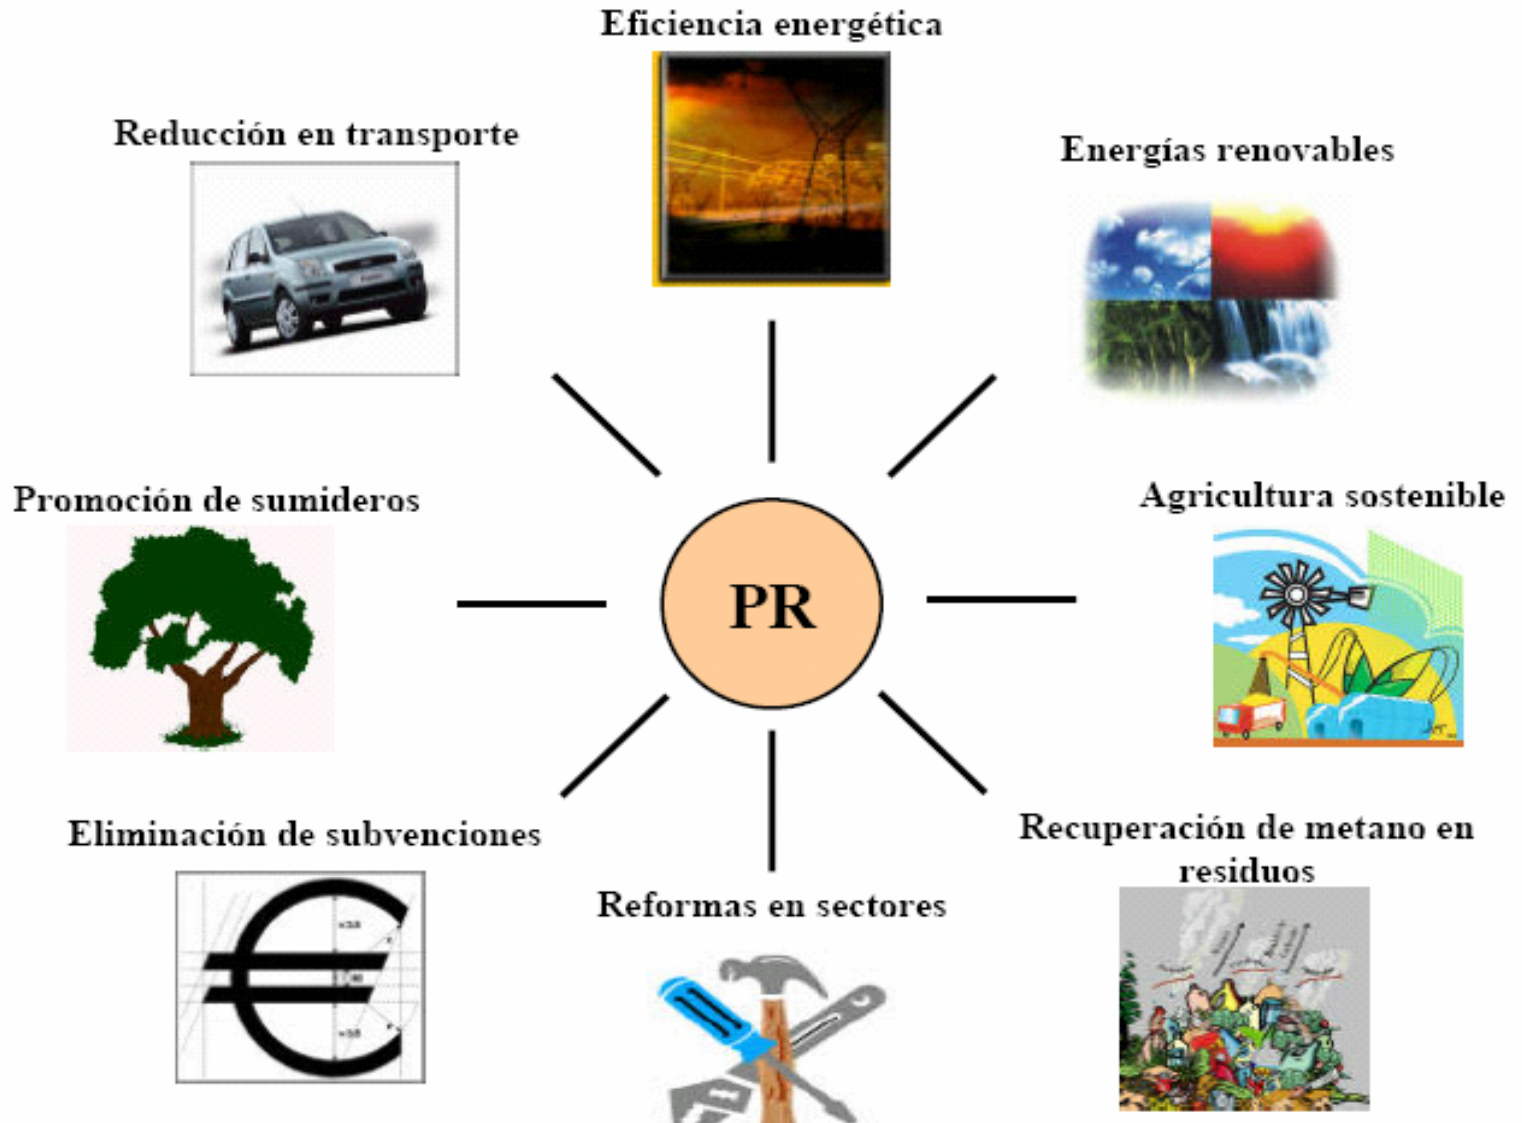 Eficiencia energética
Reducción en transporte
Energías renovables
Promoción de sumideros
Agricultura sostenible
PR
Eliminación de subvenciones
Recuperación de metano en
residuos
Reformas en sectores